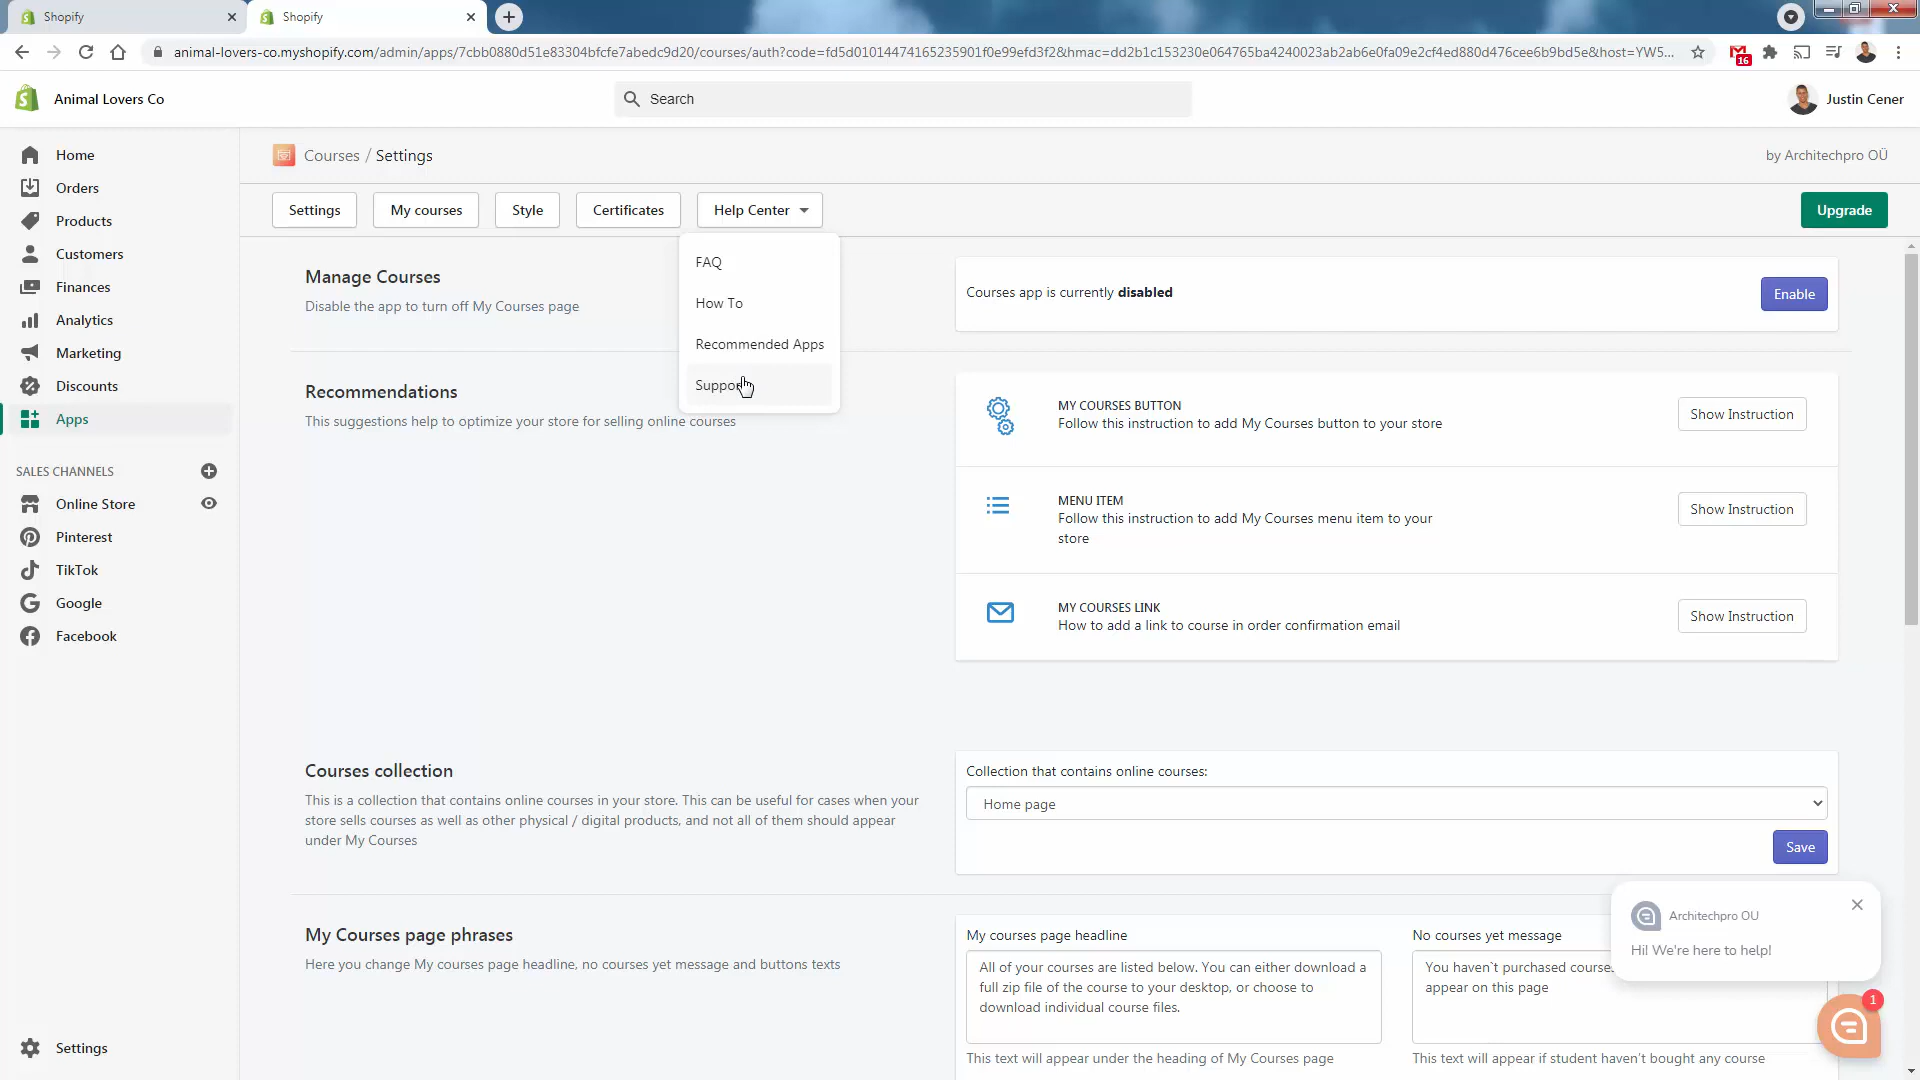 Shopify
Shopify
animal-lovers-co.myshopify.com/admin/apps/7cbb0880d51e83304bfcfe7abedc9d20/courses/auth?code=fd5d01014474165235901f0e99efd3f2&hmac=dd2b1c153230e064765ba4240023ab2ab6e0fa09e2cf4ed880d476cee6b9bd5e&host=YW5...
16
Animal Lovers Co
Search
Justin Cener
Home
Orders
Products
Customers
Finances
Analytics
Marketing
Discounts
Apps
SALES CHANNELS
Online Store
Pinterest
TikTok
Google
Facebook
Settings
Courses / Settings
by Architechpro OÜ
Settings
My courses
Style
Certificates
Help Center
Upgrade
FAQ
How To
Recommended Apps
Support
Manage Courses
Disable the app to turn off My Courses page
Courses app is currently disabled
Enable
Recommendations
This suggestions help to optimize your store for selling online courses
MY COURSES BUTTON
Follow this instruction to add My Courses button to your store
Show Instruction
MENU ITEM
Follow this instruction to add My Courses menu item to your
store
Show Instruction
MY COURSES LINK
How to add a link to course in order confirmation email
Show Instruction
Courses collection
This is a collection that contains online courses in your store. This can be useful for cases when your
store sells courses as well as other physical / digital products, and not all of them should appear
under My Courses
Collection that contains online courses:
Home page
Save
My Courses page phrases
Here you change My courses page headline, no courses yet message and buttons texts
My courses page headline
All of your courses are listed below. You can either download a
full zip file of the course to your desktop, or choose to
download individual course files.
This text will appear under the heading of My Courses page
No courses yet message
You haven`t purchased courses
appear on this page
This text will appear if student haven't bought any course
Architechpro OU
Hi! We're here to help!
1